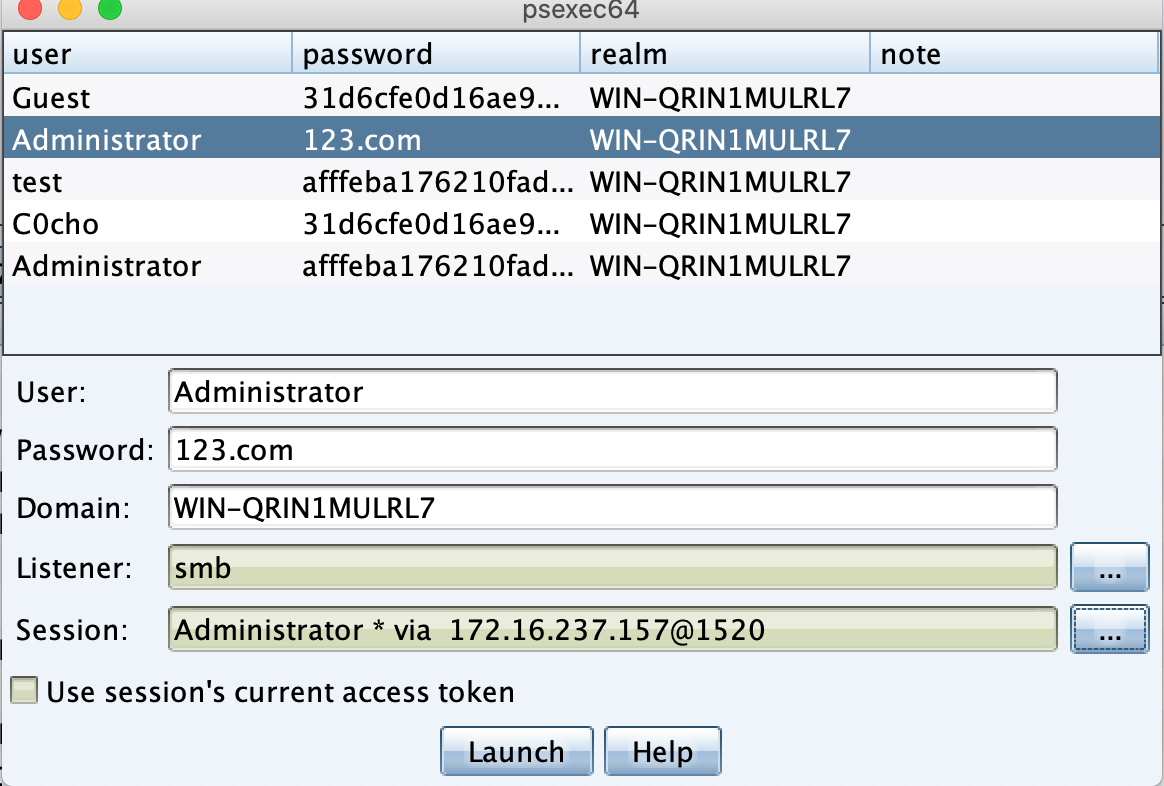 psexec64
user password realm note
Guest 31d6cfe0d16ae9... WIN-QRIN1MULRL7
Administrator 123.com WIN-QRIN1MULRL7
test afffeba176210fad... WIN-QRIN1MULRL7
C0cho 31d6cfe0d16ae9... WIN-QRIN1MULRL7
Administrator afffeba176210fad... WIN-QRIN1MULRL7
User: Administrator
Password: 123.com
Domain: WIN-QRIN1MULRL7
Listener: smb ...
Session: Administrator * via 172.16.237.157@1520 ...
Use session's current access token
Launch Help